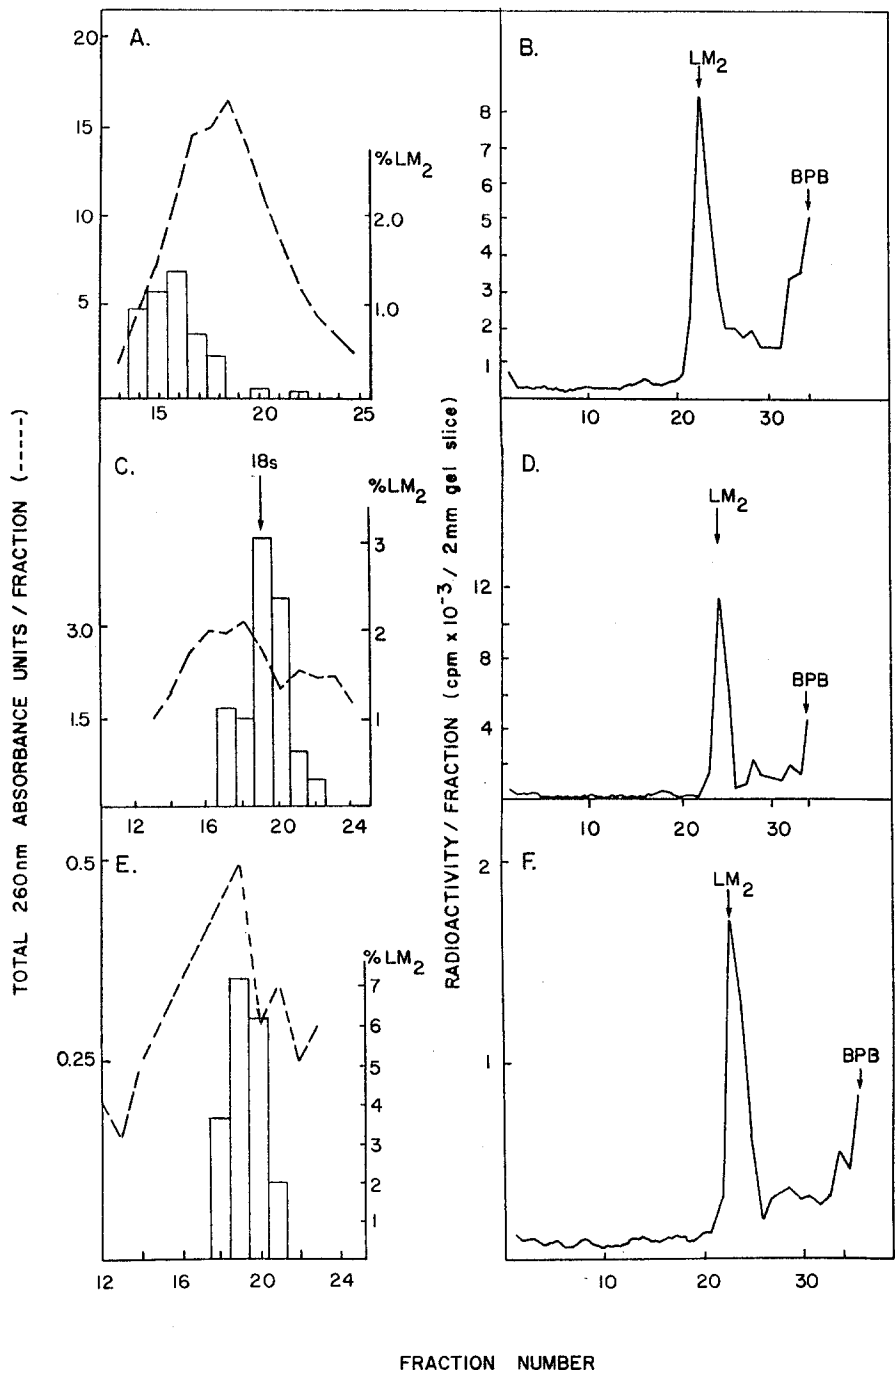 A.
20
15
10
5
%LM2
2.0
1.0
15 20 25
B.
LM2
BPB
8
7
6
5
4
3
2
1
10 20 30
C.
18s
%LM2
3
2
1
3.0
1.5
12 16 20 24
D.
LM2
BPB
12
8
4
10 20 30
E.
0.5
0.25
%LM2
7
6
5
4
3
2
1
12 16 20 24
F.
LM2
BPB
2
1
10 20 30
TOTAL 260nm ABSORBANCE UNITS / FRACTION (-----)
RADIOACTIVITY / FRACTION (cpm x 10-3 / 2mm gel slice)
FRACTION NUMBER